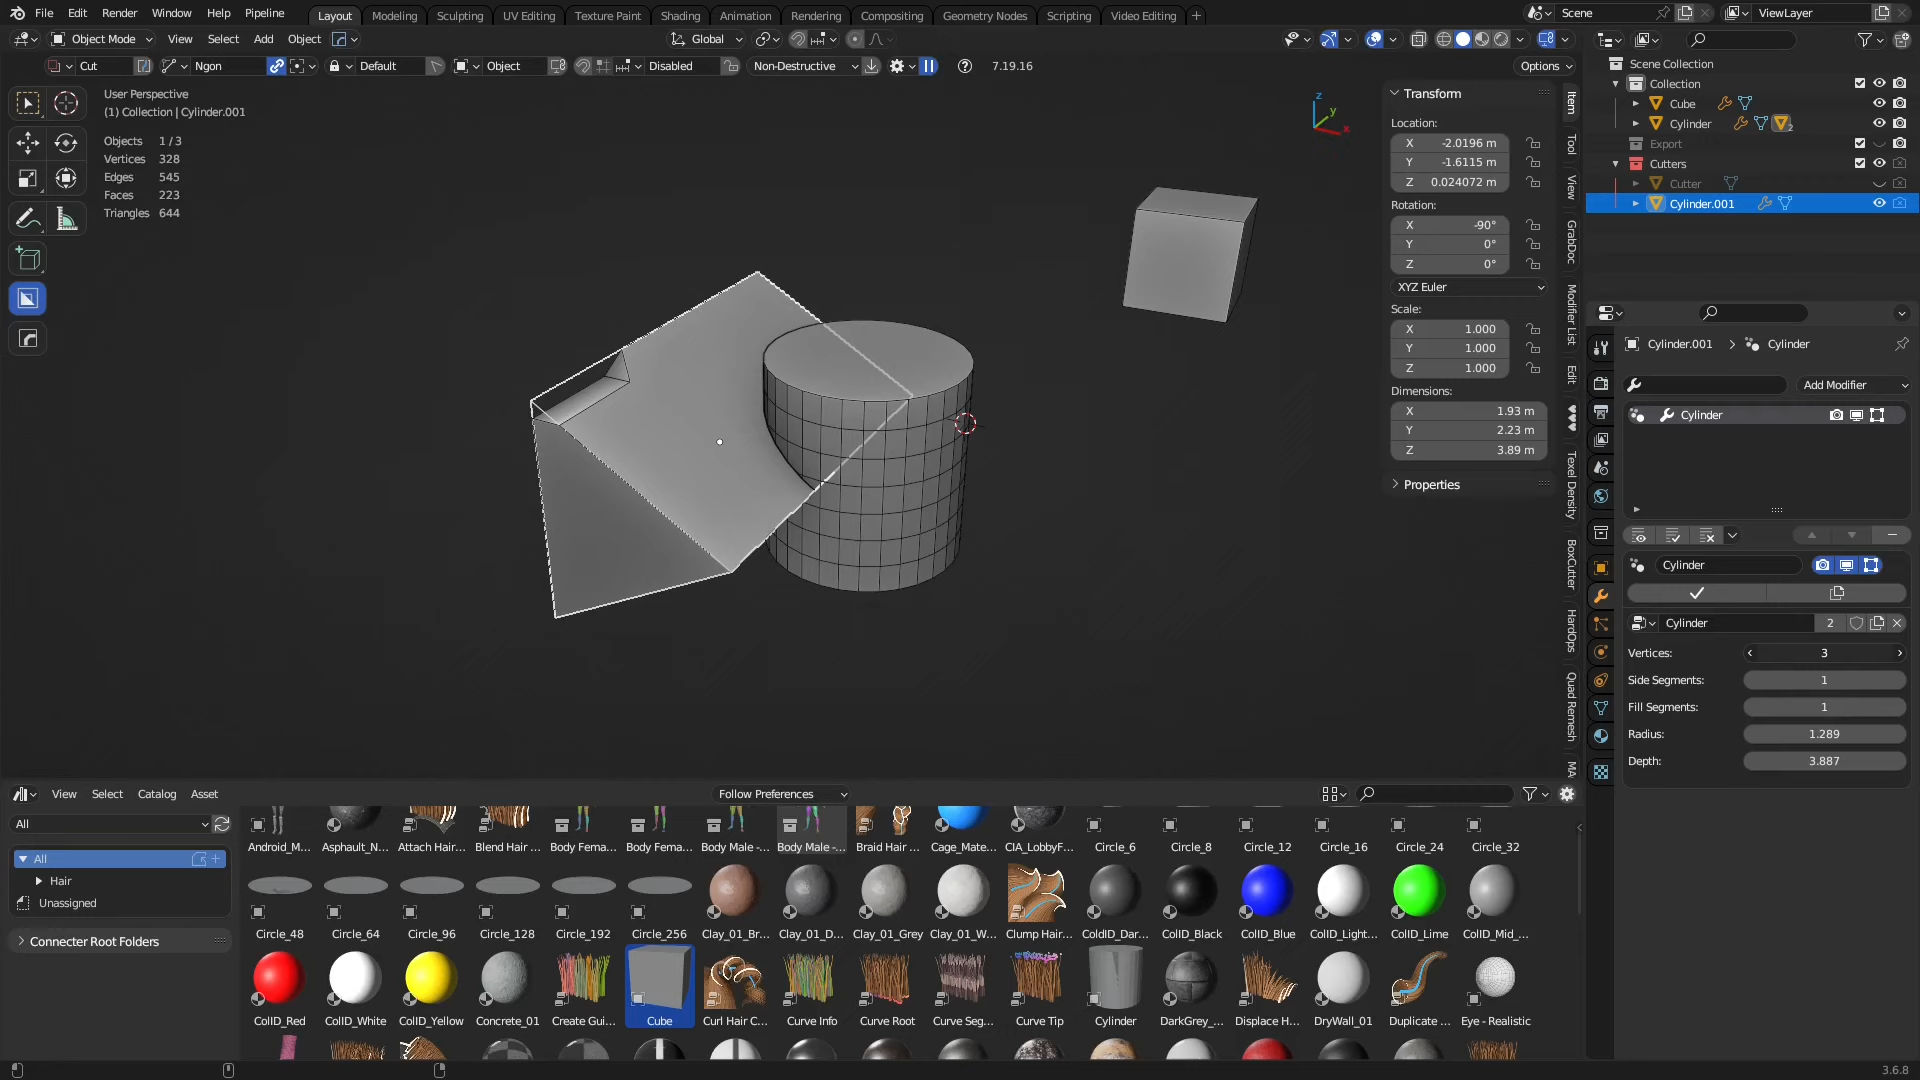 File Edit Render Window Help Pipeline Layout Modeling Sculpting UV Editing Texture Paint Shading Animation Rendering Compositing Geometry Nodes Scripting Video Editing + Scene ViewLayer
Object Mode View Select Add Object Global
Cut Ngon Default Object Disabled Non-Destructive 7.19.16 Options
User Perspective
(1) Collection | Cylinder.001
Objects 1 / 3
Vertices 328
Edges 545
Faces 223
Triangles 644
z
y
x
Transform
Location:
X -2.0196 m
Y -1.6115 m
Z 0.024072 m
Rotation:
X -90°
Y 0°
Z 0°
XYZ Euler
Scale:
X 1.000
Y 1.000
Z 1.000
Dimensions:
X 1.93 m
Y 2.23 m
Z 3.89 m
Properties
Item
Tool
View
GrabDoc
Modifier List
Edit
♥♥♥
Texel Density
BoxCutter
HardOps
Quad Remesh
MA
Scene Collection
Collection
Cube
Cylinder 2
Export
Cutters
Cutter
Cylinder.001
Cylinder.001 > Cylinder
Add Modifier
Cylinder
Cylinder
Cylinder 2
Vertices: 3
Side Segments: 1
Fill Segments: 1
Radius: 1.289
Depth: 3.887
View Select Catalog Asset Follow Preferences
All
All
Hair
Unassigned
Connecter Root Folders
Android_M... Asphault_N... Attach Hair... Blend Hair ... Body Fema... Body Fema... Body Male -... Body Male -... Braid Hair ... Cage_Mate... CIA_LobbyF... Circle_6 Circle_8 Circle_12 Circle_16 Circle_24 Circle_32
Circle_48 Circle_64 Circle_96 Circle_128 Circle_192 Circle_256 Clay_01_Br... Clay_01_D... Clay_01_Grey Clay_01_W... Clump Hair... ColdID_Dar... ColID_Black ColID_Blue ColID_Light... ColID_Lime ColID_Mid_...
ColID_Red ColID_White ColID_Yellow Concrete_01 Create Gui... Cube Curl Hair C... Curve Info Curve Root Curve Seg... Curve Tip Cylinder DarkGrey_... Displace H... DryWall_01 Duplicate ... Eye - Realistic
3.6.8